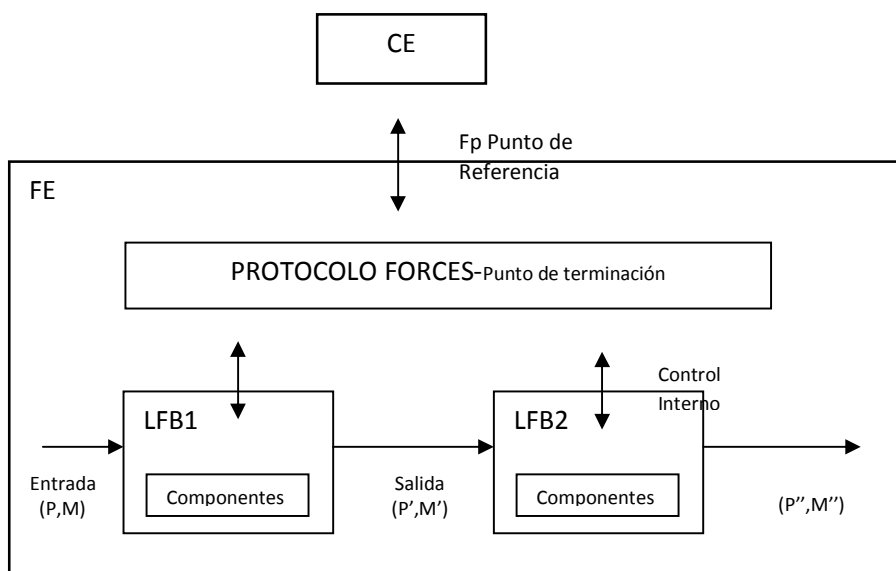 CE
Fp Punto de
Referencia
FE
PROTOCOLO FORCES-Punto de terminación
Control
Interno
LFB1
LFB2
Entrada
(P,M)
Componentes
Salida
(P’,M’)
Componentes
(P’’,M’’)